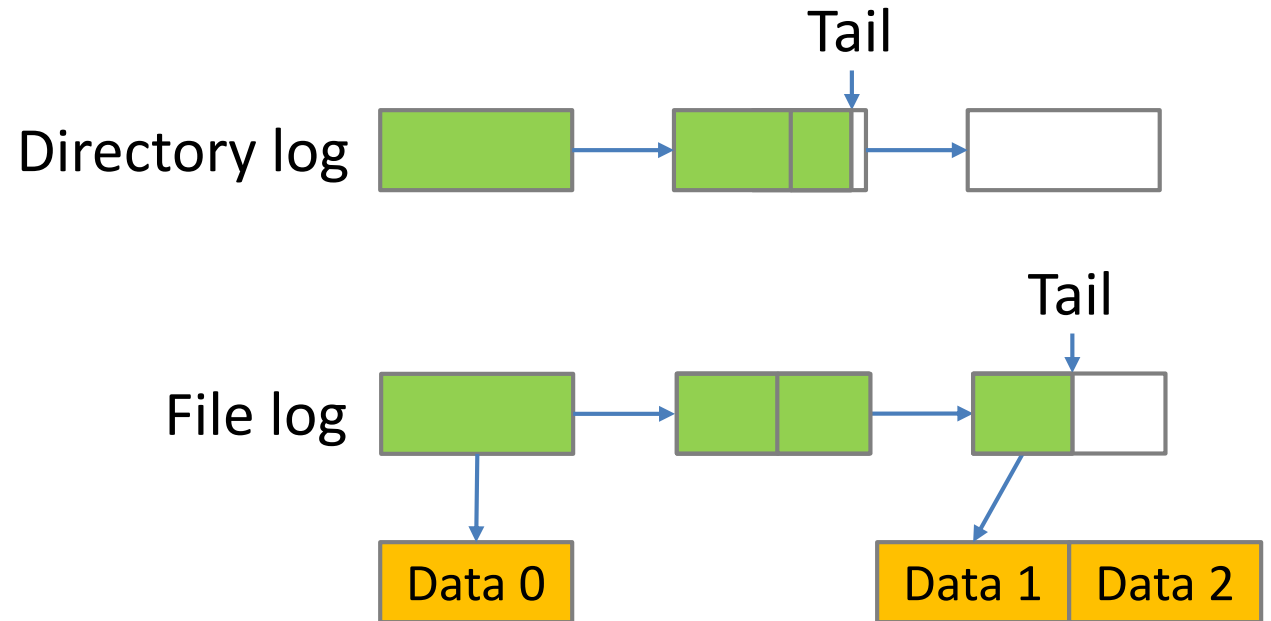 Tail
Directory log
Tail
File log
Data 0
Data 1
Data 2